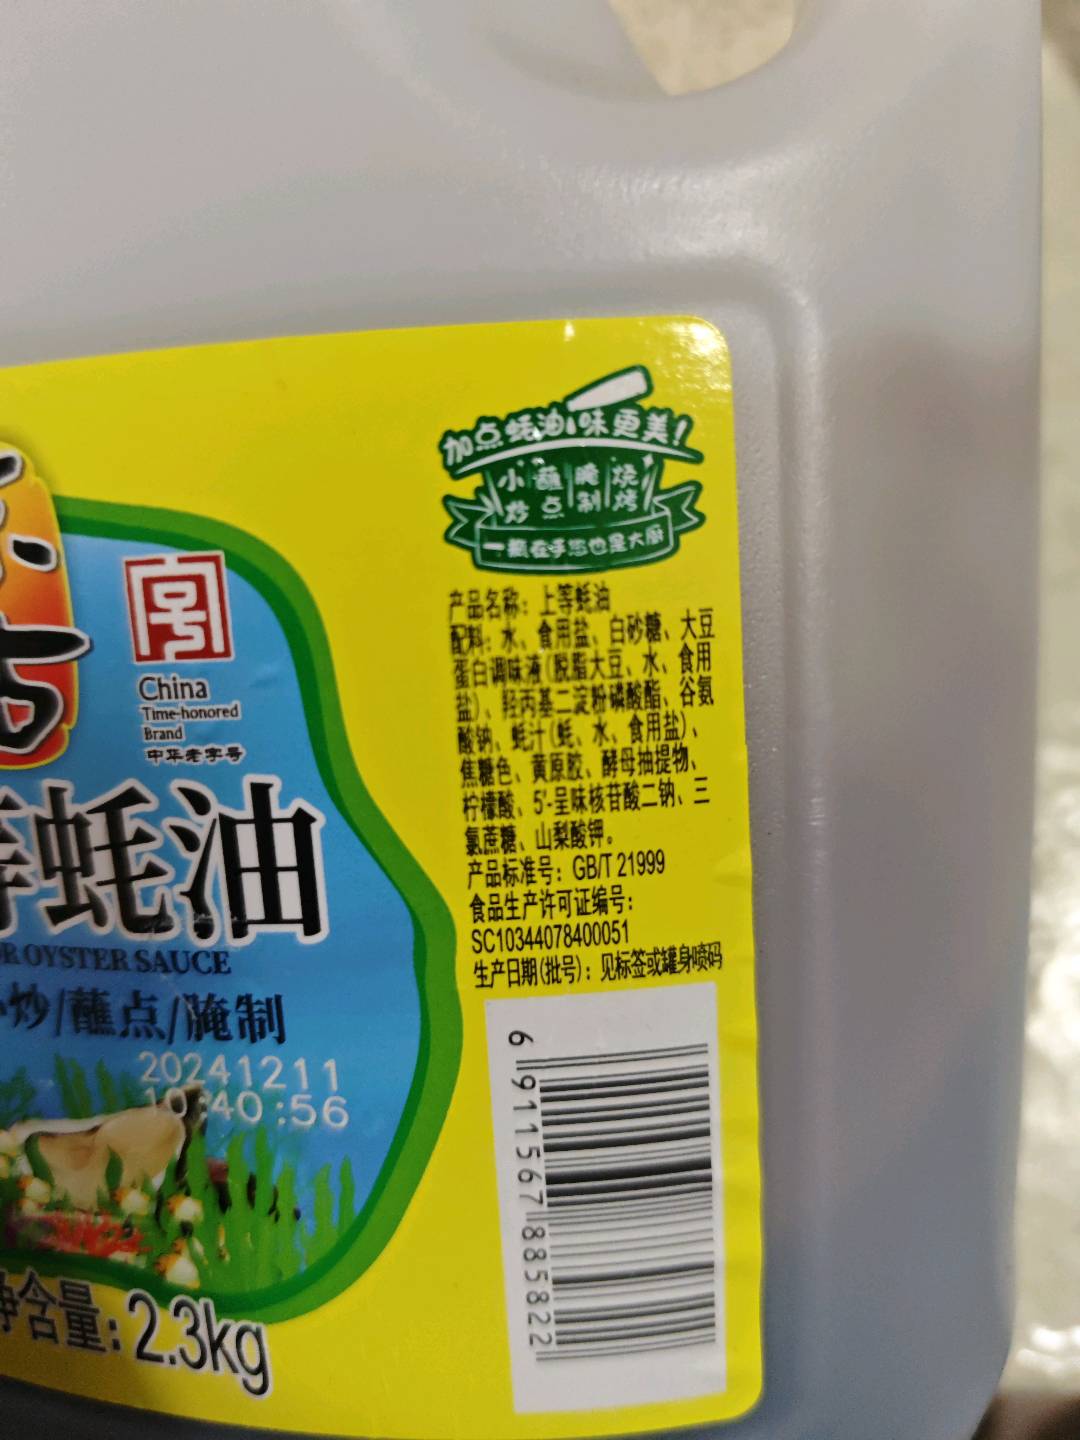 加点蚝油味更美!
小炒 蘸点 腌制 烧烤
一瓶在手您也是大厨
产品名称：上等蚝油
配料：水、食用盐、白砂糖、大豆
蛋白调味液(脱脂大豆、水、食用
盐)、羟丙基二淀粉磷酸酯、谷氨
酸钠、蚝汁(蚝、水、食用盐)、
焦糖色、黄原胶、酵母抽提物、
柠檬酸、5'-呈味核苷酸二钠、三
氯蔗糖、山梨酸钾。
产品标准号：GB/T 21999
食品生产许可证编号：
SC10344078400051
生产日期(批号)：见标签或罐身喷码
6 911567 885822
号
China
Time-honored
Brand
中华老字号
等蚝油
OYSTER SAUCE
炒/蘸点/腌制
20241211
10:40:56
净含量:2.3kg